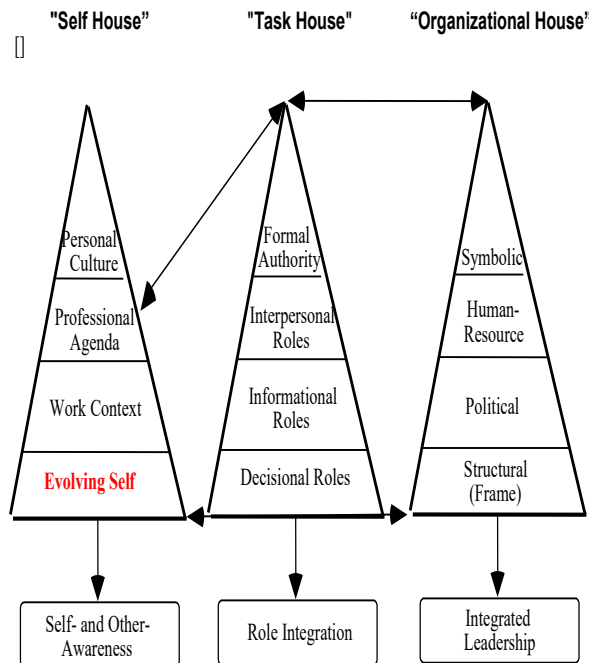 "Self House”
"Task House"
“Organizational House”
[]
Personal
Culture
Professional
Agenda
Work Context
Evolving Self
Formal
Authority
Interpersonal
Roles
Informational
Roles
Decisional Roles
Symbolic
Human-
Resource
Political
Structural
(Frame)
Self- and Other-
Awareness
Role Integration
Integrated
Leadership